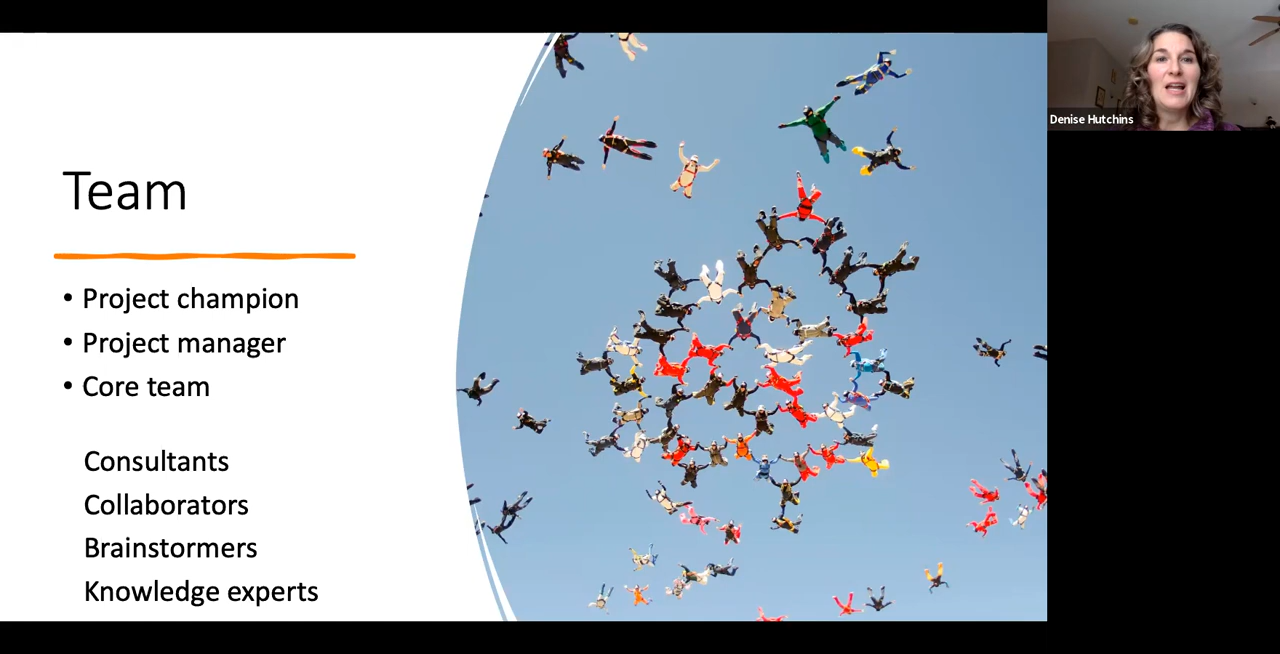 Team
• Project champion
• Project manager
• Core team
Consultants
Collaborators
Brainstormers
Knowledge experts
Denise Hutchins